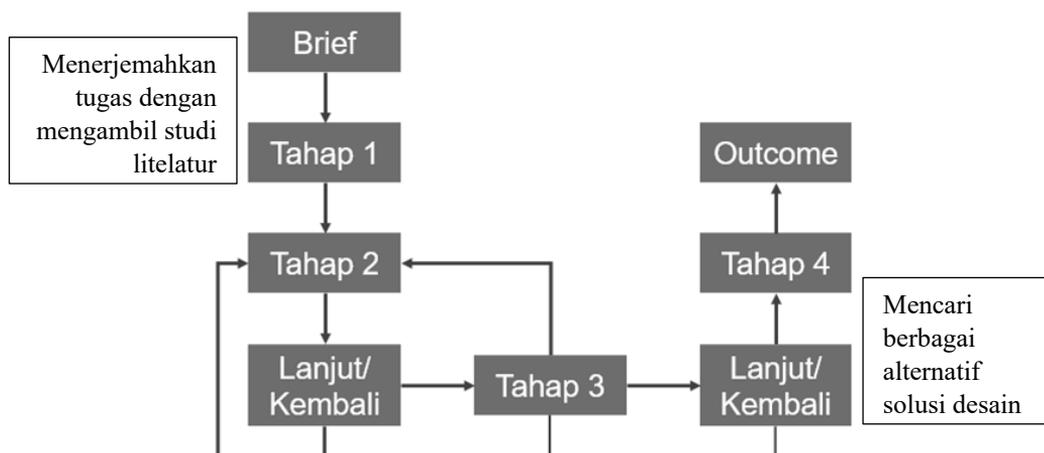 Brief
Menerjemahkan
tugas dengan
mengambil studi
litelatur
Tahap 1
Outcome
Tahap 2
Tahap 4
Mencari
berbagai
alternatif
solusi desain
Lanjut/
Kembali
Tahap 3
Lanjut/
Kembali